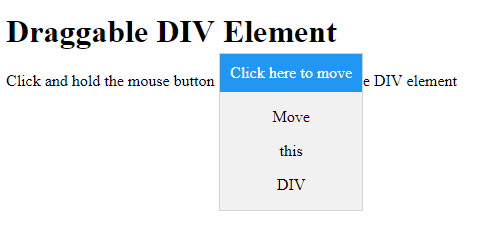 Draggable DIV Element
Click and hold the mouse button e DIV element
Click here to move
Move
this
DIV